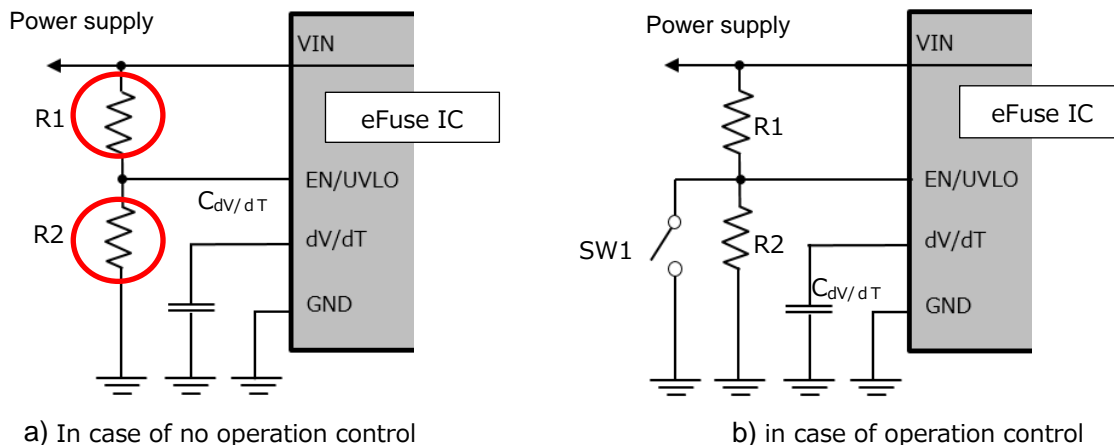 Power supply
VIN
R1
eFuse IC
EN/UVLO
CdV/dT
R2
dV/dT
GND
a) In case of no operation control
Power supply
VIN
eFuse IC
R1
EN/UVLO
SW1
R2
dV/dT
CdV/dT
GND
b) in case of operation control